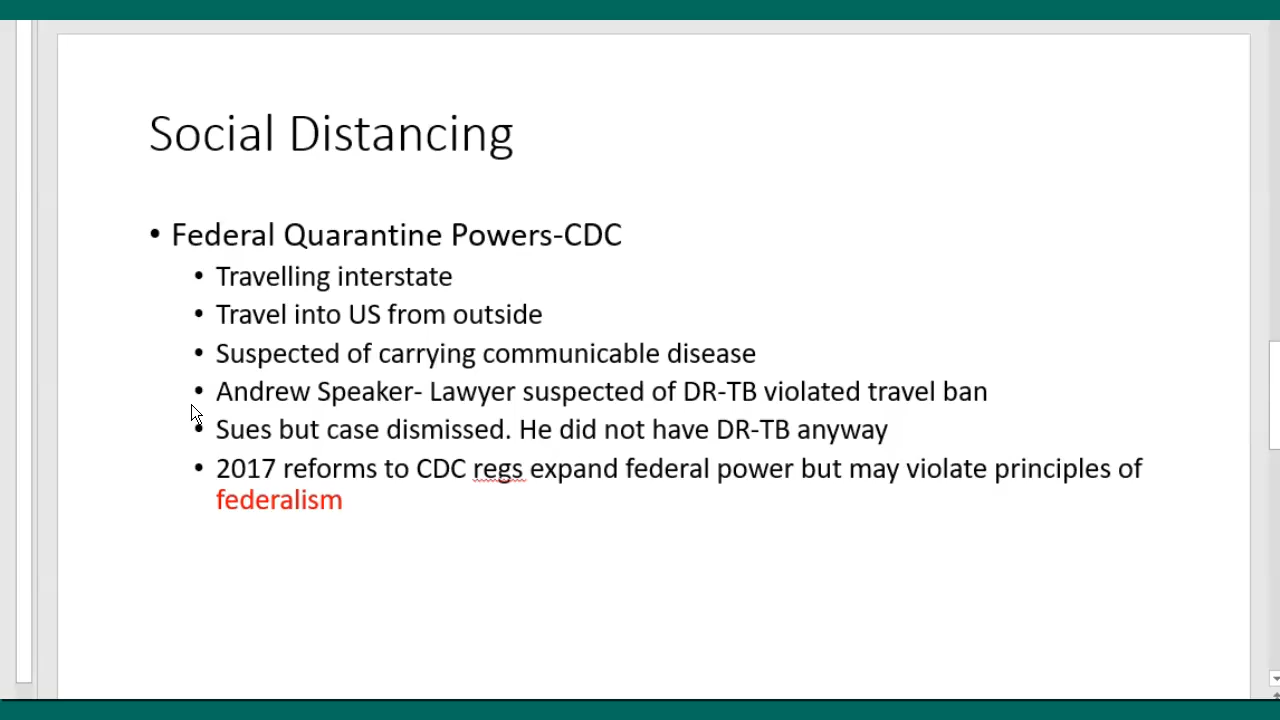 Social Distancing
• Federal Quarantine Powers-CDC
• Travelling interstate
• Travel into US from outside
• Suspected of carrying communicable disease
• Andrew Speaker- Lawyer suspected of DR-TB violated travel ban
• Sues but case dismissed. He did not have DR-TB anyway
• 2017 reforms to CDC regs expand federal power but may violate principles of
federalism